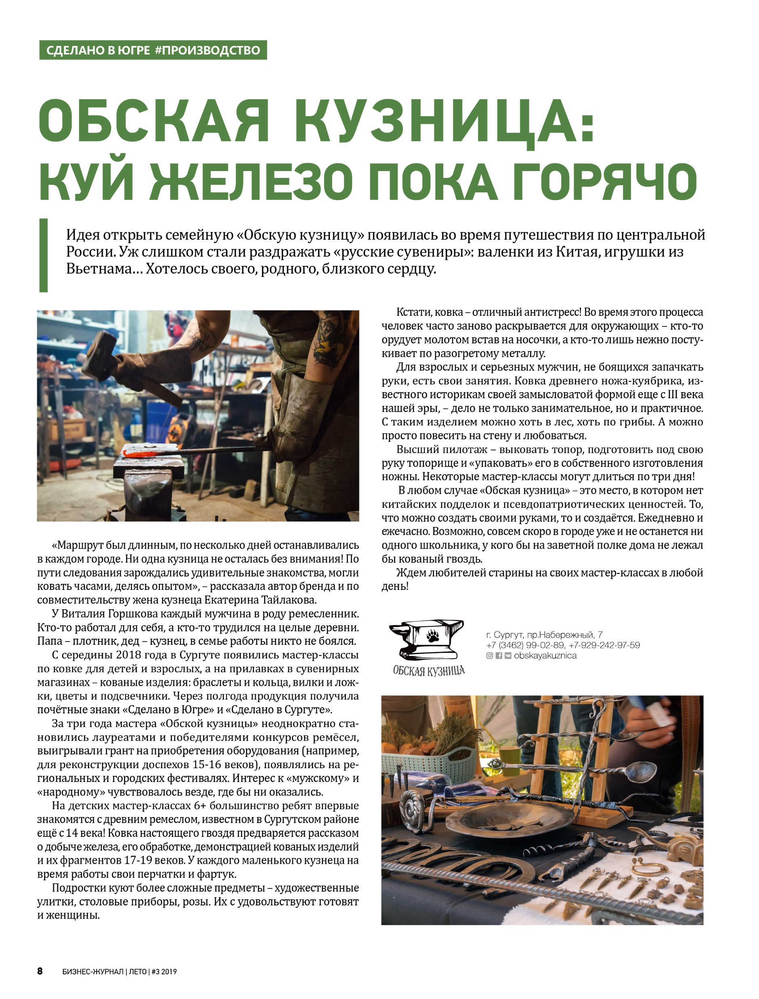 СДЕЛАНО В ЮГРЕ #ПРОИЗВОДСТВО
ОБСКАЯ КУЗНИЦА:
КУЙ ЖЕЛЕЗО ПОКА ГОРЯЧО
Идея открыть семейную «Обскую кузницу» появилась во время путешествия по центральной
России. Уж слишком стали раздражать «русские сувениры»: валенки из Китая, игрушки из
Вьетнама... Хотелось своего, родного, близкого сердцу.
«Маршрут был длинным, по несколько дней останавливались
в каждом городе. Ни одна кузница не осталась без внимания! По
пути следования зарождались удивительные знакомства, могли
ковать часами, делясь опытом», – рассказала автор бренда и по
совместительству жена кузнеца Екатерина Тайлакова.
У Виталия Горшкова каждый мужчина в роду ремесленник.
Кто-то работал для себя, а кто-то трудился на целые деревни.
Папа – плотник, дед – кузнец, в семье работы никто не боялся.
С середины 2018 года в Сургуте появились мастер-классы
по ковке для детей и взрослых, а на прилавках в сувенирных
магазинах – кованые изделия: браслеты и кольца, вилки и лож-
ки, цветы и подсвечники. Через полгода продукция получила
почётные знаки «Сделано в Югре» и «Сделано в Сургуте».
За три года мастера «Обской кузницы» неоднократно ста-
новились лауреатами и победителями конкурсов ремёсел,
выигрывали грант на приобретения оборудования (например,
для реконструкции доспехов 15-16 веков), появлялись на ре-
гиональных и городских фестивалях. Интерес к «мужскому» и
«народному» чувствовалось везде, где бы ни оказались.
На детских мастер-классах 6+ большинство ребят впервые
знакомятся с древним ремеслом, известном в Сургутском районе
ещё с 14 века! Ковка настоящего гвоздя предваряется рассказом
о добыче железа, его обработке, демонстрацией кованых изделий
и их фрагментов 17-19 веков. У каждого маленького кузнеца на
время работы свои перчатки и фартук.
Подростки куют более сложные предметы – художественные
улитки, столовые приборы, розы. Их с удовольствуют готовят
и женщины.
Кстати, ковка – отличный антистресс! Во время этого процесса
человек часто заново раскрывается для окружающих – кто-то
орудует молотом встав на носочки, а кто-то лишь нежно посту-
кивает по разогретому металлу.
Для взрослых и серьезных мужчин, не боящихся запачкать
руки, есть свои занятия. Ковка древнего ножа-куябрика, из-
вестного историкам своей замысловатой формой еще с III века
нашей эры, – дело не только занимательное, но и практичное.
С таким изделием можно хоть в лес, хоть по грибы. А можно
просто повесить на стену и любоваться.
Высший пилотаж – выковать топор, подготовить под свою
руку топорище и «упаковать» его в собственного изготовления
ножны. Некоторые мастер-классы могут длиться по три дня!
В любом случае «Обская кузница» – это место, в котором нет
китайских подделок и псевдопатриотических ценностей. То,
что можно создать своими руками, то и создаётся. Ежедневно и
ежечасно. Возможно, совсем скоро в городе уже и не останется ни
одного школьника, у кого бы на заветной полке дома не лежал
бы кованый гвоздь.
Ждем любителей старины на своих мастер-классах в любой
день!
ОБСКАЯ КУЗНИЦА
г. Сургут, пр.Набережный, 7
+7 (3462) 99-02-89, +7-929-242-97-59
obskayakuznica
8 БИЗНЕС-ЖУРНАЛ | ЛЕТО | #3 2019